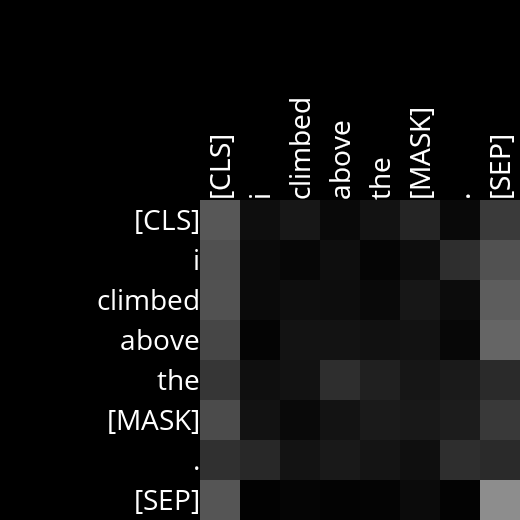 [CLS] i climbed above the [MASK] . [SEP]
[CLS]
i
climbed
above
the
[MASK]
.
[SEP]